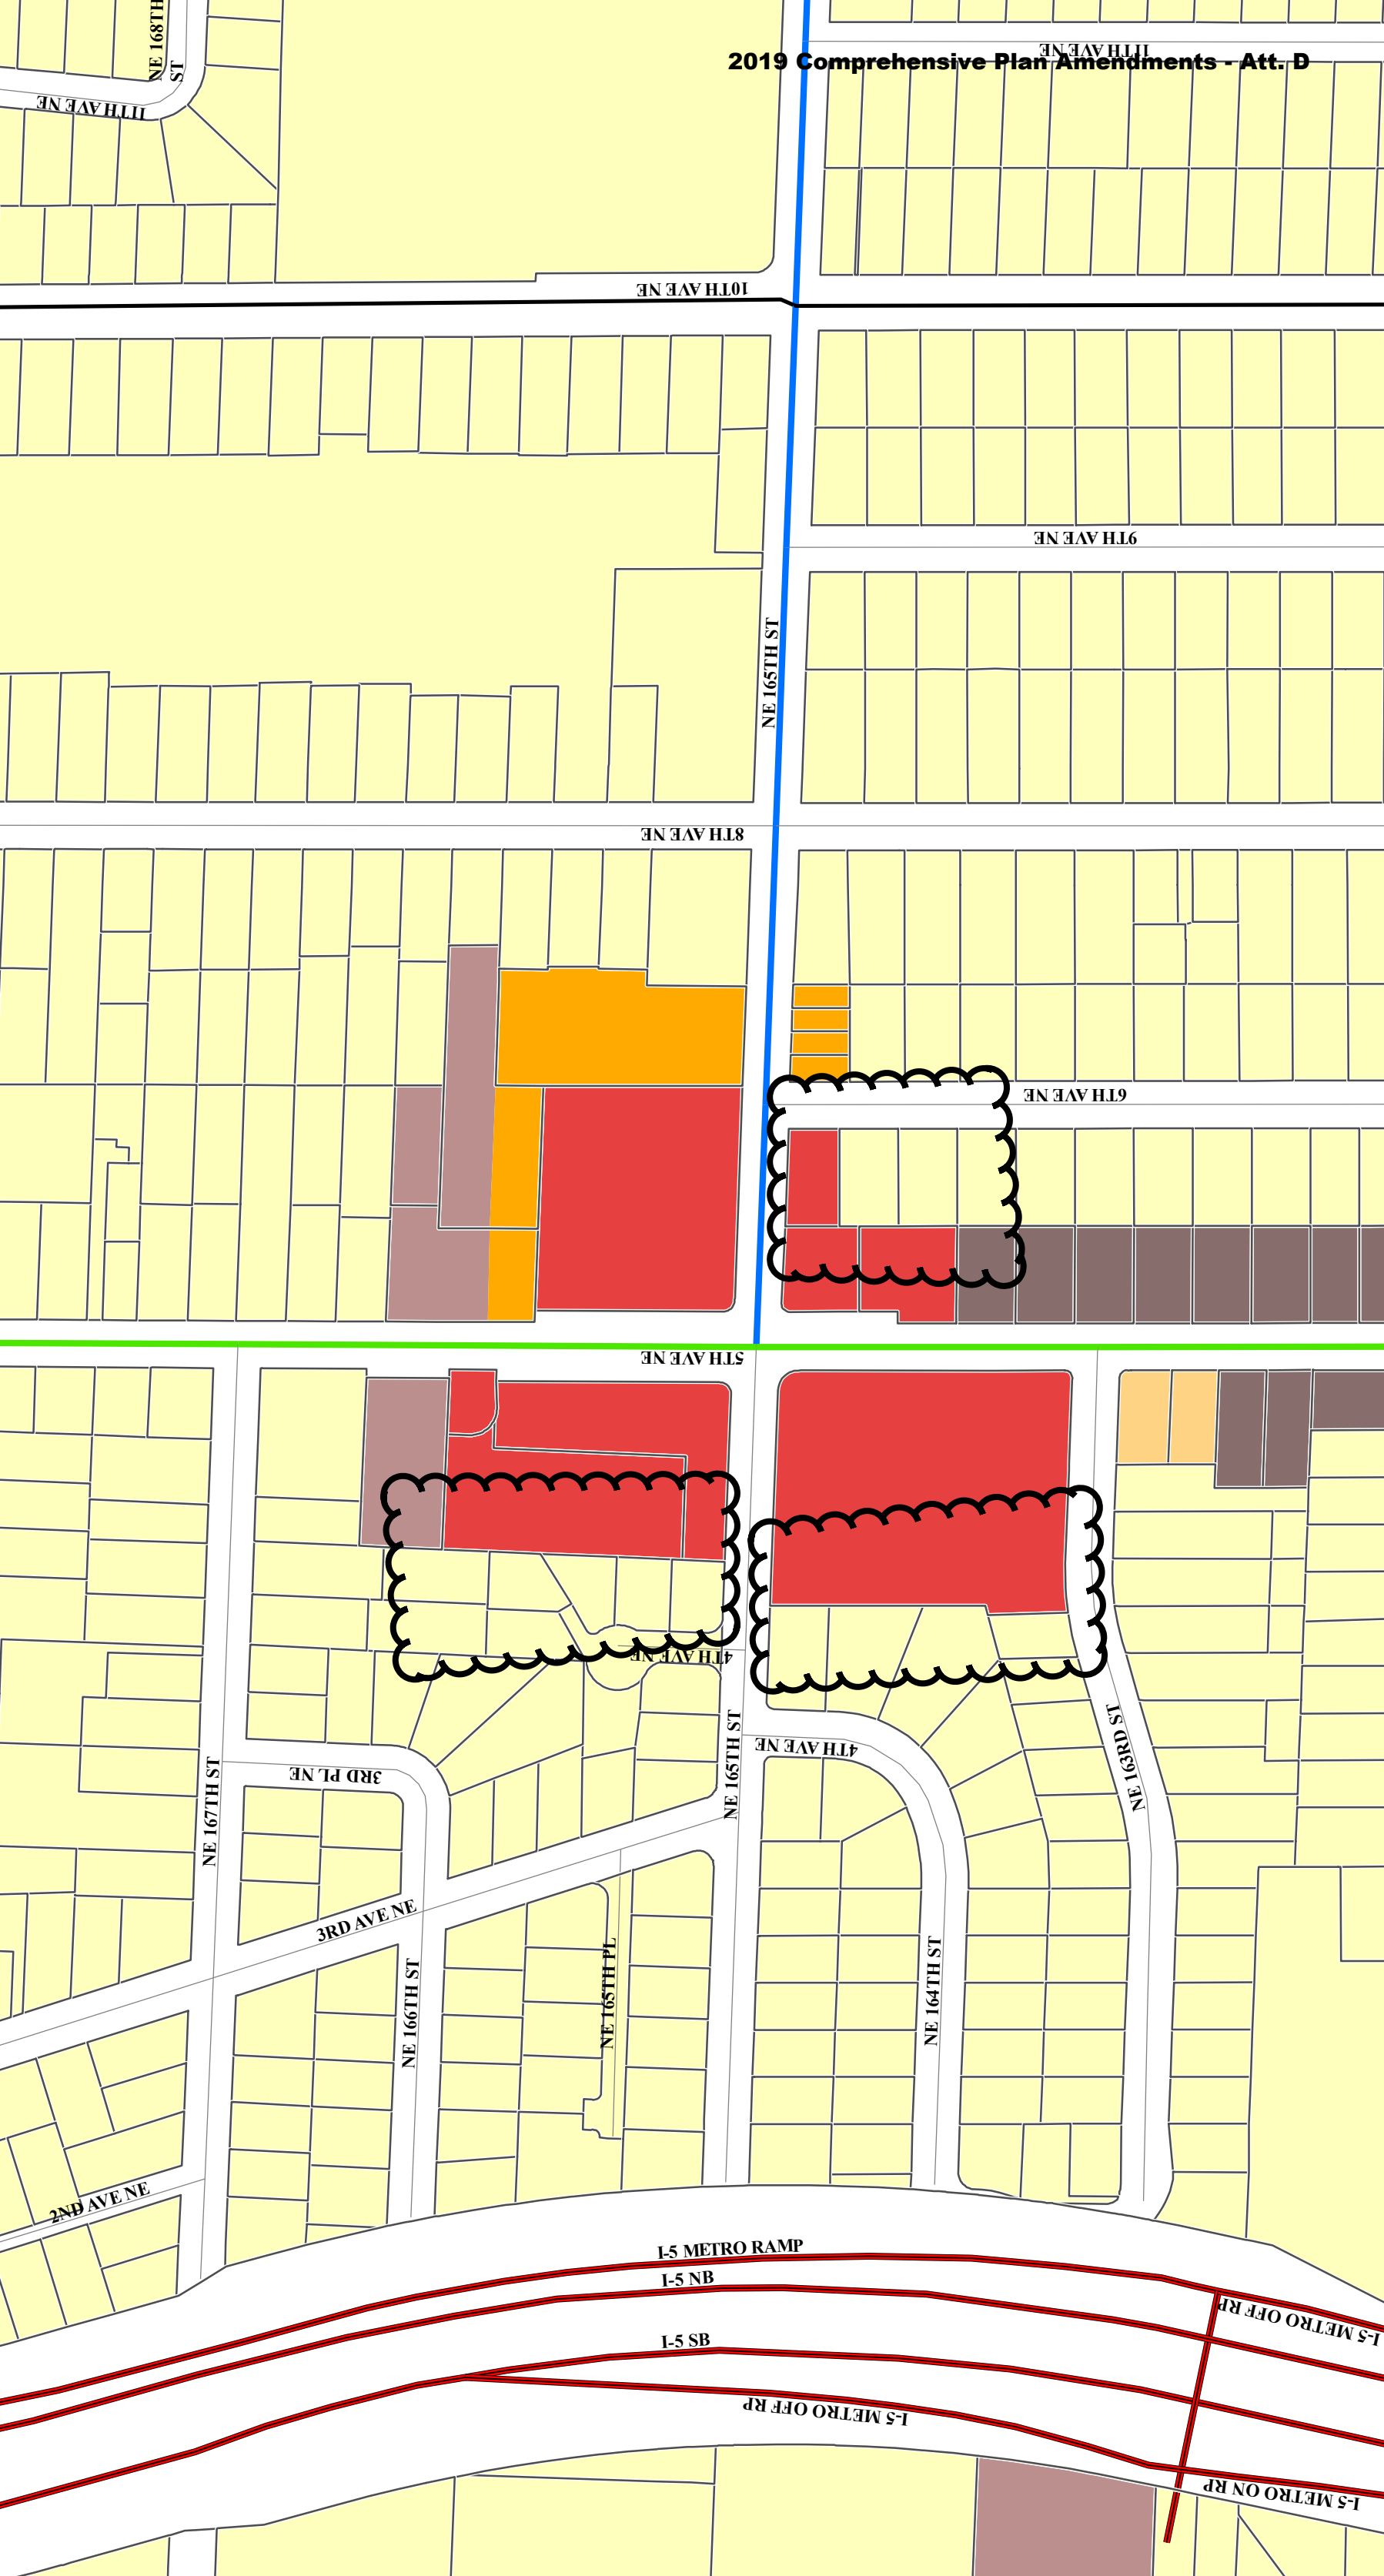 NE 168TH
ST
11TH AVE NE
11TH AVE NE
2019 Comprehensive Plan Amendments - Att. D
10TH AVE NE
9TH AVE NE
NE 165TH ST
8TH AVE NE
6TH AVE NE
5TH AVE NE
4TH AVE NE
NE 165TH ST
4TH AVE NE
NE 163RD ST
3RD PL NE
NE 167TH ST
3RD AVE NE
NE 166TH ST
NE 165TH PL
NE 164TH ST
2ND AVE NE
I-5 METRO RAMP
I-5 NB
I-5 METRO OFF RP
I-5 SB
I-5 METRO OFF RP
I-5 METRO ON RP